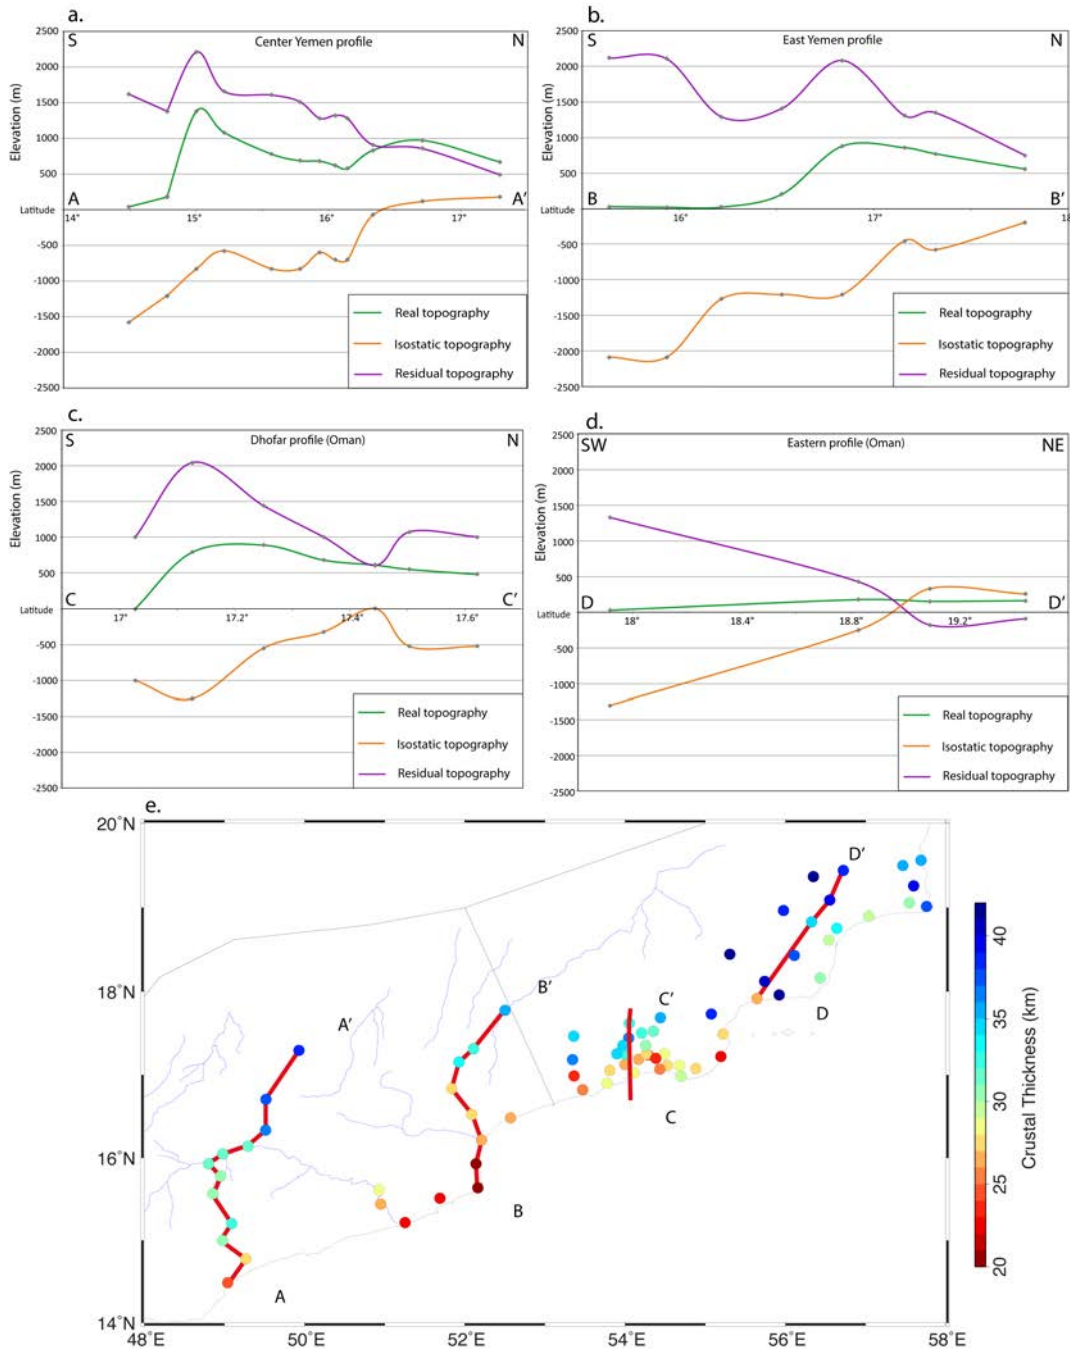 a.
S
Center Yemen profile
N
Elevation (m)
2500
2000
1500
1000
500
Latitude
-500
-1000
-1500
-2000
-2500
A
A'
14°
15°
16°
17°
Real topography
Isostatic topography
Residual topography
b.
S
East Yemen profile
N
Elevation (m)
2500
2000
1500
1000
500
Latitude
-500
-1000
-1500
-2000
-2500
B
B'
16°
17°
18
Real topography
Isostatic topography
Residual topography
c.
S
Dhofar profile (Oman)
N
Elevation (m)
2500
2000
1500
1000
500
Latitude
-500
-1000
-1500
-2000
-2500
C
C'
17°
17.2°
17.4°
17.6°
Real topography
Isostatic topography
Residual topography
d.
SW
Eastern profile (Oman)
NE
Elevation (m)
2500
2000
1500
1000
500
Latitude
-500
-1000
-1500
-2000
-2500
D
D'
18°
18.4°
18.8°
19.2°
Real topography
Isostatic topography
Residual topography
e.
20°N
18°N
16°N
14°N
48°E
50°E
52°E
54°E
56°E
58°E
A'
B'
C'
D'
A
B
C
D
40
35
30
25
20
Crustal Thickness (km)